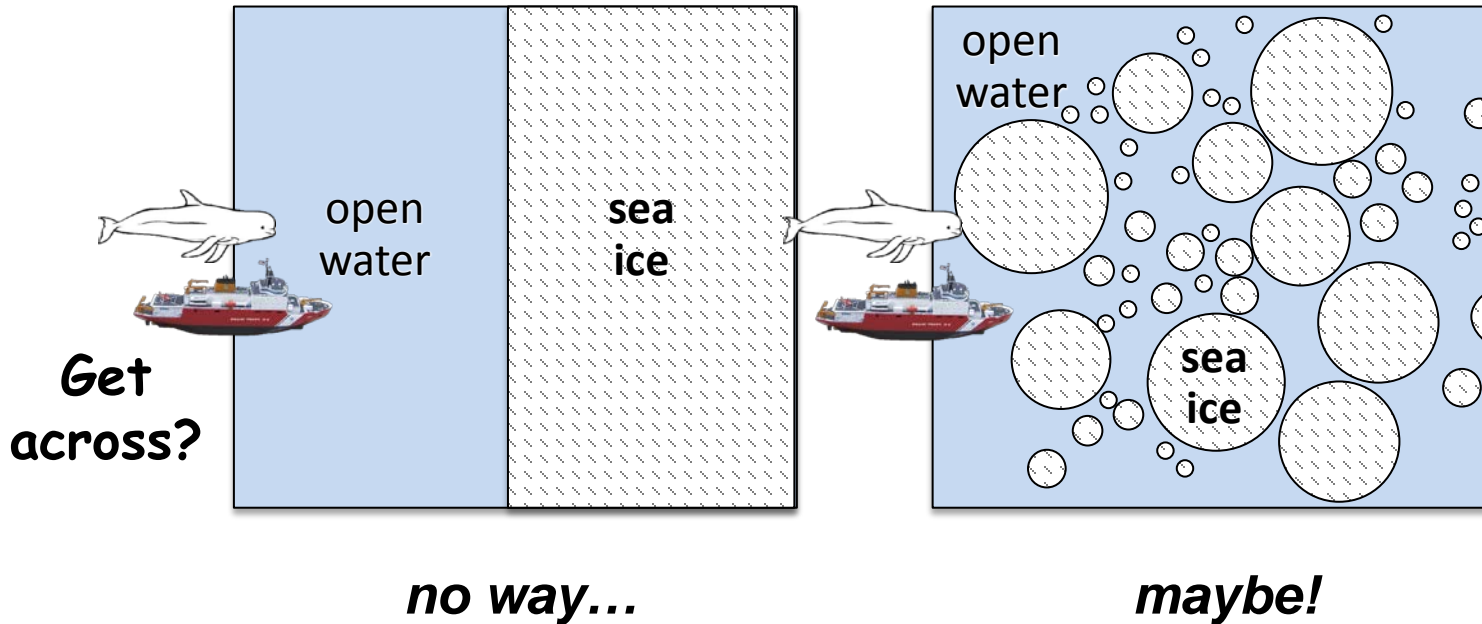 open
water
sea
ice
open
water
sea
ice
Get
across?
no way…
maybe!